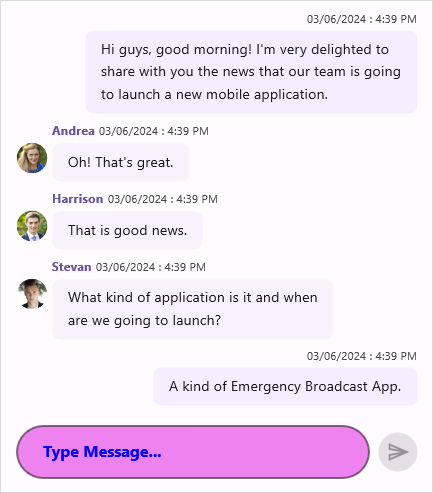 03/06/2024 : 4:39 PM
Hi guys, good morning! I'm very delighted to
share with you the news that our team is going
to launch a new mobile application.
Andrea 03/06/2024 : 4:39 PM
Oh! That's great.
Harrison 03/06/2024 : 4:39 PM
That is good news.
Stevan 03/06/2024 : 4:39 PM
What kind of application is it and when
are we going to launch?
03/06/2024 : 4:39 PM
A kind of Emergency Broadcast App.
Type Message...